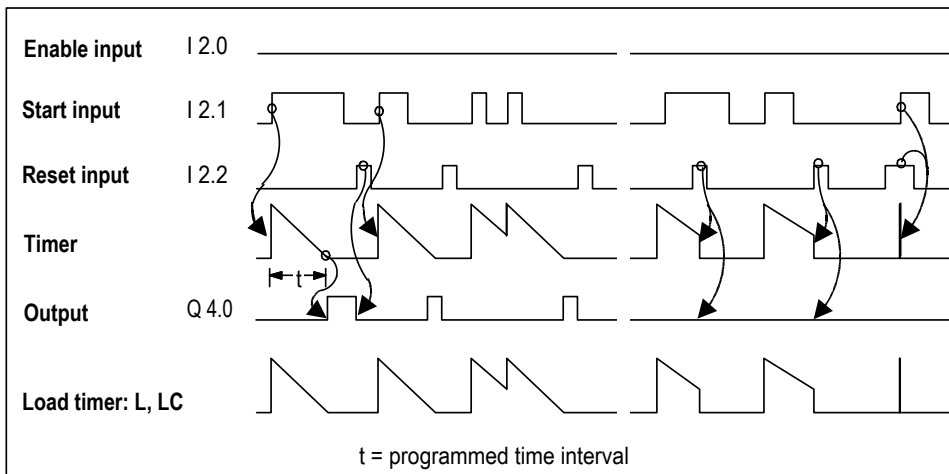 Enable input I 2.0
Start input I 2.1
Reset input I 2.2
Timer
t
Output Q 4.0
Load timer: L, LC
t = programmed time interval